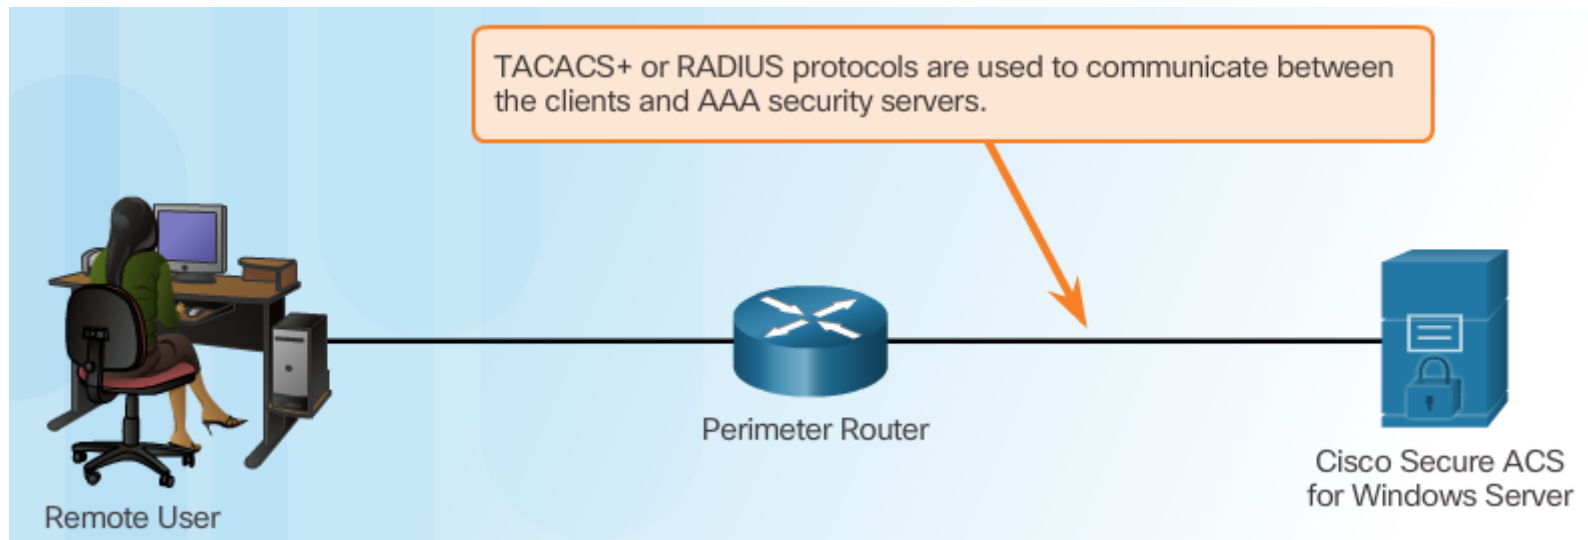 TACACS+ or RADIUS protocols are used to communicate between
the clients and AAA security servers.
Perimeter Router
Cisco Secure ACS
for Windows Server
Remote User